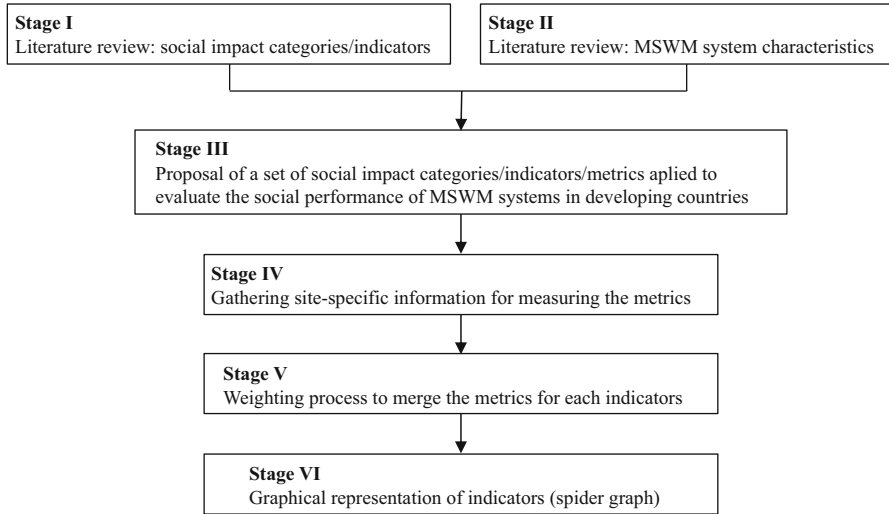 Stage I
Literature review: social impact categories/indicators
Stage II
Literature review: MSWM system characteristics
Stage III
Proposal of a set of social impact categories/indicators/metrics aplied to
evaluate the social performance of MSWM systems in developing countries
Stage IV
Gathering site-specific information for measuring the metrics
Stage V
Weighting process to merge the metrics for each indicators
Stage VI
Graphical representation of indicators (spider graph)